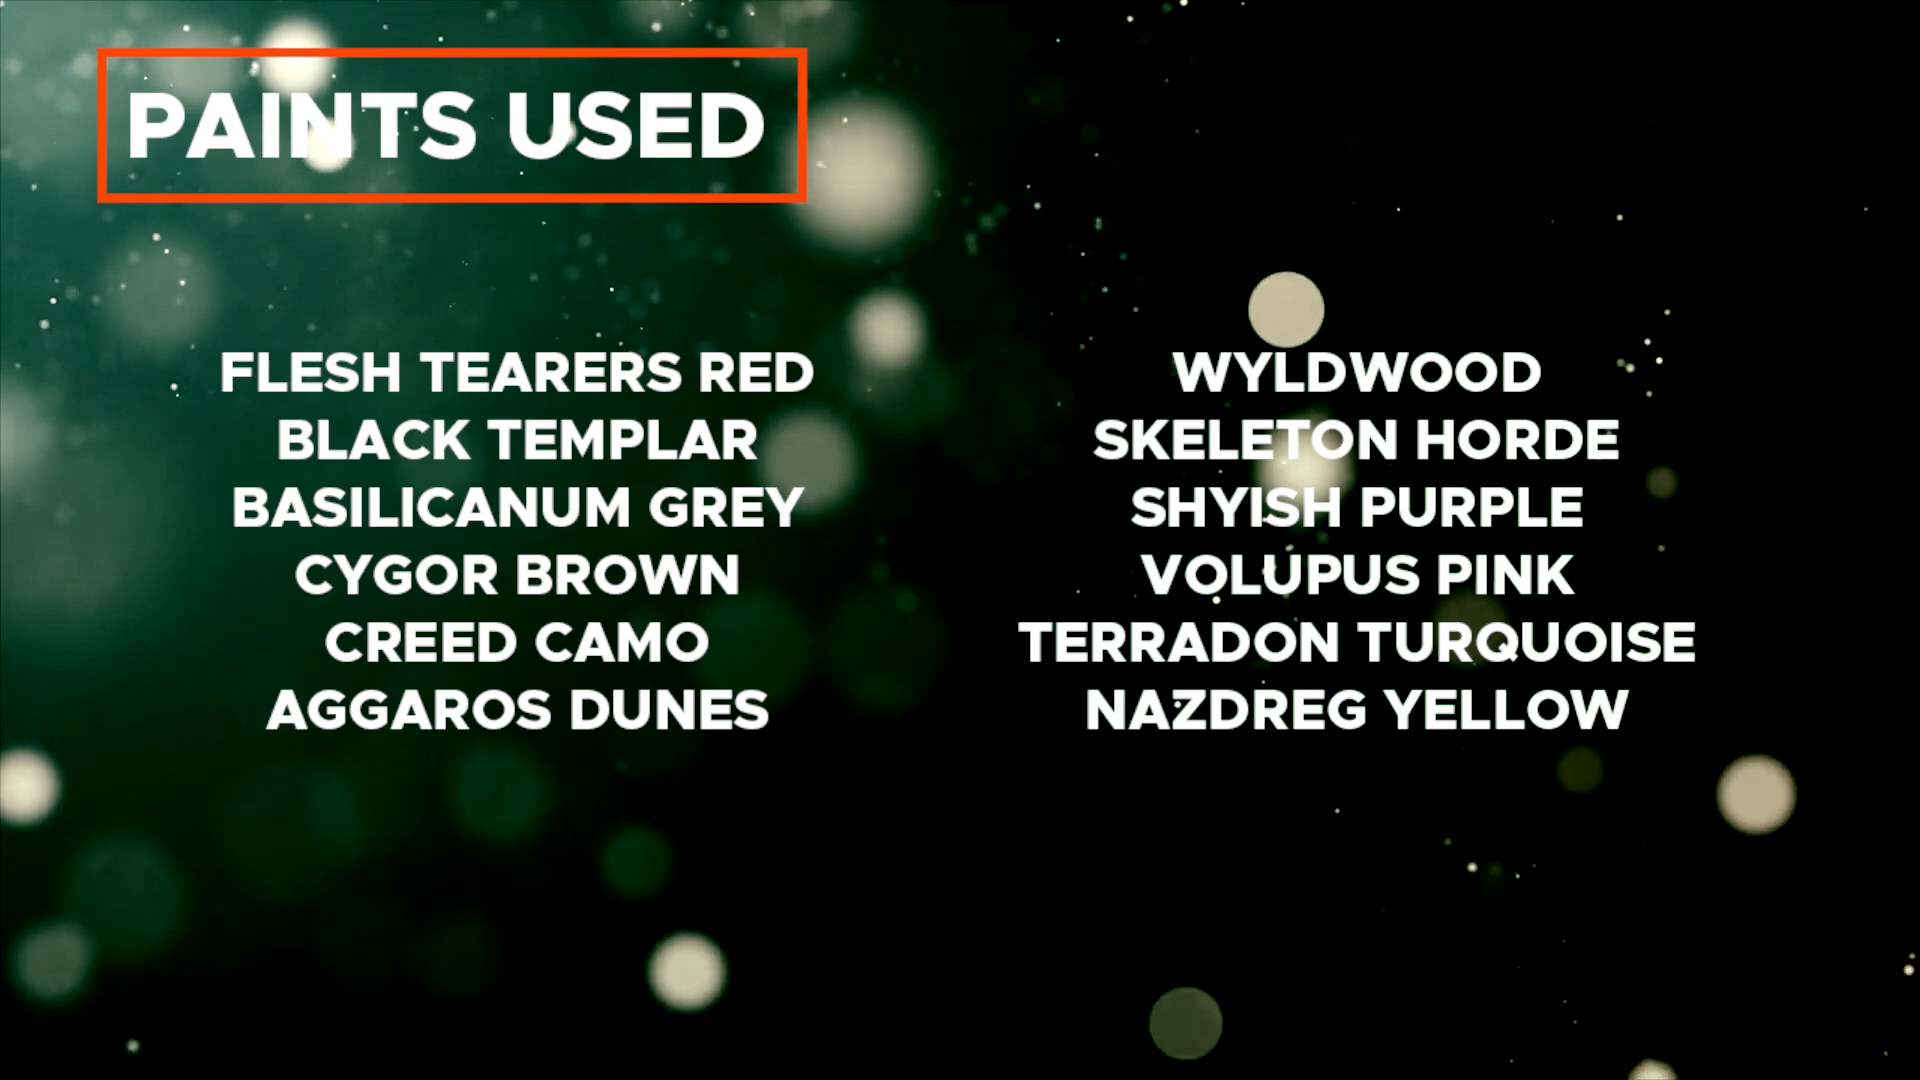 PAINTS USED
FLESH TEARERS RED
BLACK TEMPLAR
BASILICANUM GREY
CYGOR BROWN
CREED CAMO
AGGAROS DUNES
WYLDWOOD
SKELETON HORDE
SHYISH PURPLE
VOLUPUS PINK
TERRADON TURQUOISE
NAZDREG YELLOW